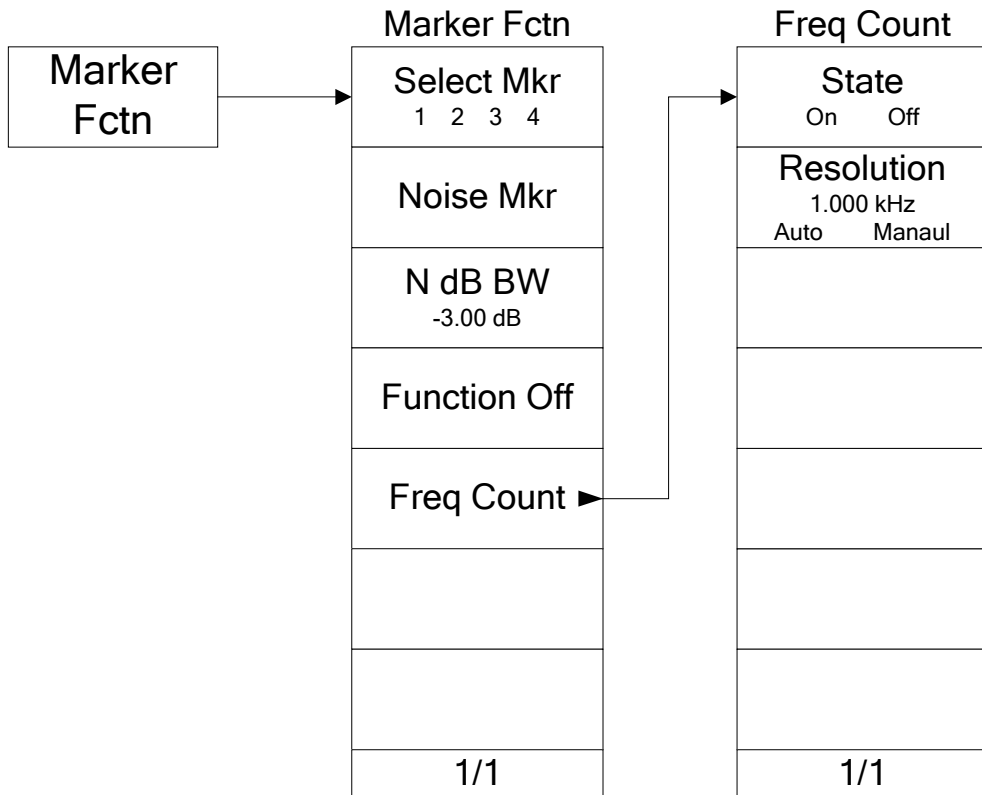 Marker
Fctn
Marker Fctn
Select Mkr
1 2 3 4
Noise Mkr
N dB BW
-3.00 dB
Function Off
Freq Count
1/1
Freq Count
State
On Off
Resolution
1.000 kHz
Auto Manaul
1/1